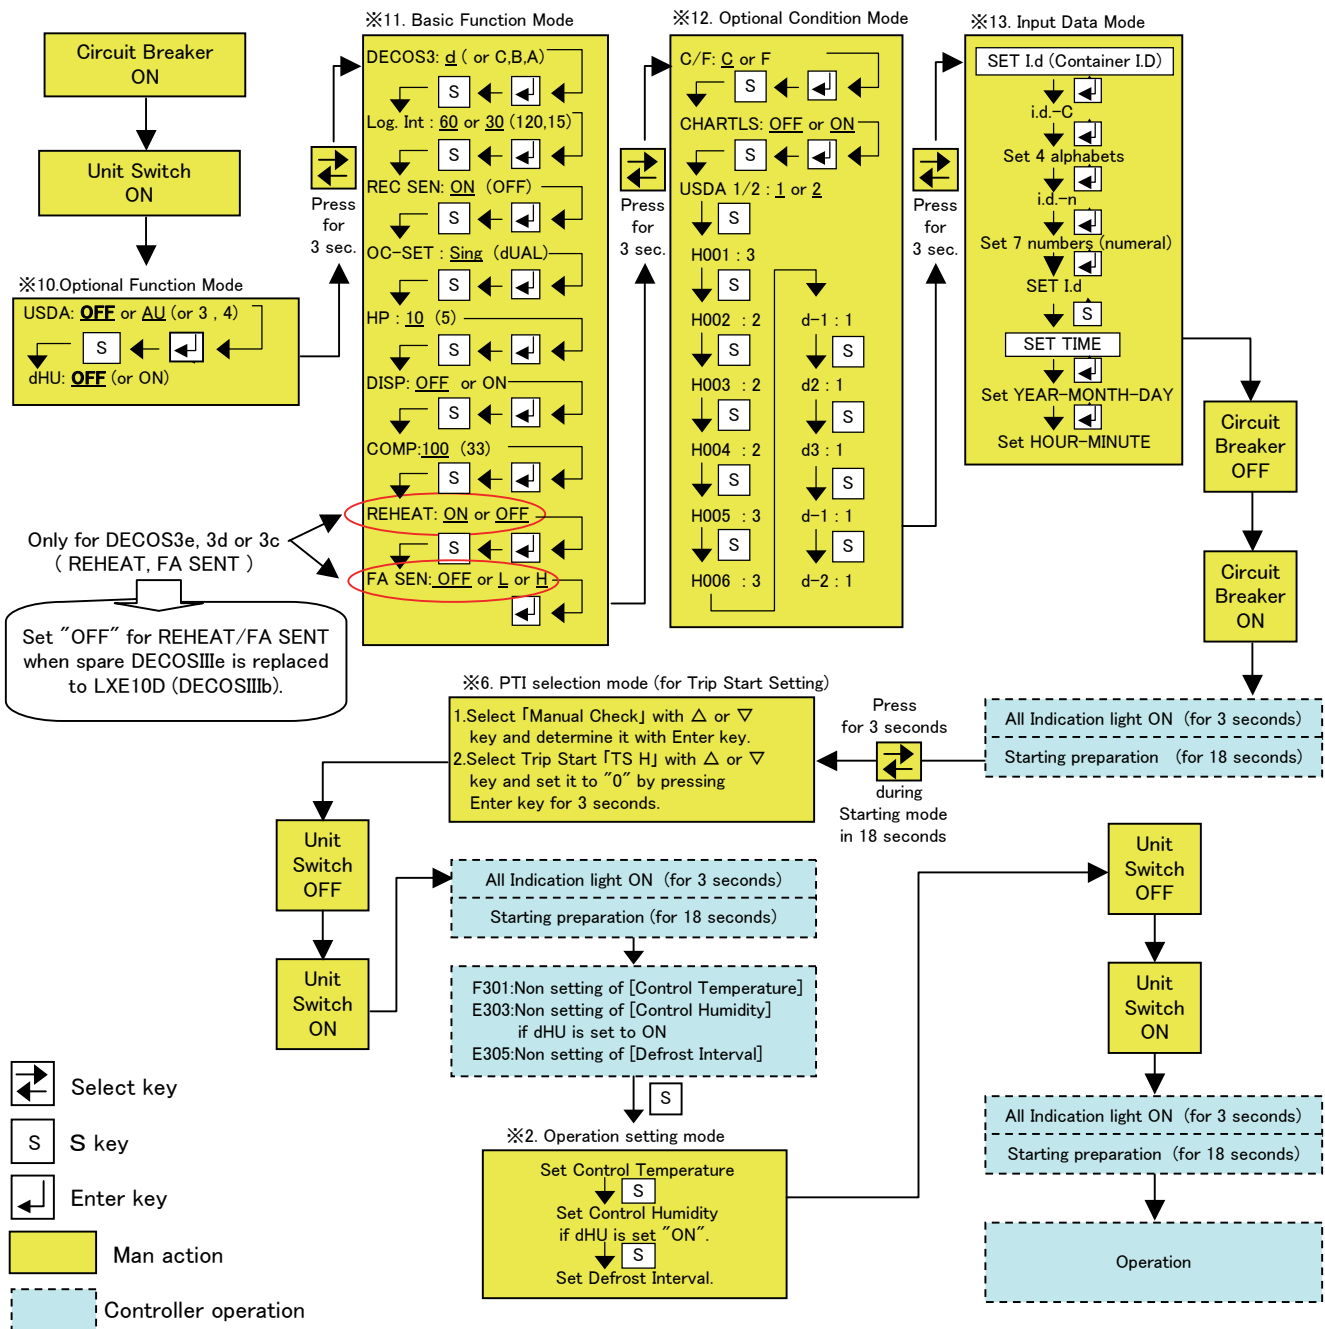 Circuit Breaker
ON
Unit Switch
ON
※10.Optional Function Mode
USDA: OFF or AU (or 3 , 4)
S
dHU: OFF (or ON)
Press
for
3 sec.
※11. Basic Function Mode
DECOS3: d ( or C,B,A)
S
Log. Int : 60 or 30 (120,15)
S
REC SEN: ON (OFF)
S
OC-SET : Sing (dUAL)
S
HP : 10 (5)
S
DISP: OFF or ON
S
COMP:100 (33)
S
REHEAT: ON or OFF
S
FA SEN: OFF or L or H
Only for DECOS3e, 3d or 3c
( REHEAT, FA SENT )
Set "OFF" for REHEAT/FA SENT
when spare DECOSIIIe is replaced
to LXE10D (DECOSIIIb).
Press
for
3 sec.
※12. Optional Condition Mode
C/F: C or F
S
CHARTLS: OFF or ON
S
USDA 1/2 : 1 or 2
S
H001 : 3
S
H002 : 2
S
H003 : 2
S
H004 : 2
S
H005 : 3
S
H006 : 3
d-1 : 1
S
d2 : 1
S
d3 : 1
S
d-1 : 1
S
d-2 : 1
Press
for
3 sec.
※13. Input Data Mode
SET I.d (Container I.D)
i.d.-C
Set 4 alphabets
i.d.-n
Set 7 numbers (numeral)
SET I.d
S
SET TIME
Set YEAR-MONTH-DAY
Set HOUR-MINUTE
Circuit
Breaker
OFF
Circuit
Breaker
ON
All Indication light ON (for 3 seconds)
Starting preparation (for 18 seconds)
Press
for 3 seconds
during
Starting mode
in 18 seconds
※6. PTI selection mode (for Trip Start Setting)
1.Select ｢Manual Check｣ with △ or ▽
key and determine it with Enter key.
2.Select Trip Start ｢TS H｣ with △ or ▽
key and set it to "0" by pressing
Enter key for 3 seconds.
Unit
Switch
OFF
Unit
Switch
ON
All Indication light ON (for 3 seconds)
Starting preparation (for 18 seconds)
F301:Non setting of [Control Temperature]
E303:Non setting of [Control Humidity]
if dHU is set to ON
E305:Non setting of [Defrost Interval]
S
※2. Operation setting mode
Set Control Temperature
S
Set Control Humidity
if dHU is set "ON".
S
Set Defrost Interval.
Unit
Switch
OFF
Unit
Switch
ON
All Indication light ON (for 3 seconds)
Starting preparation (for 18 seconds)
Operation
Select key
S S key
Enter key
Man action
Controller operation